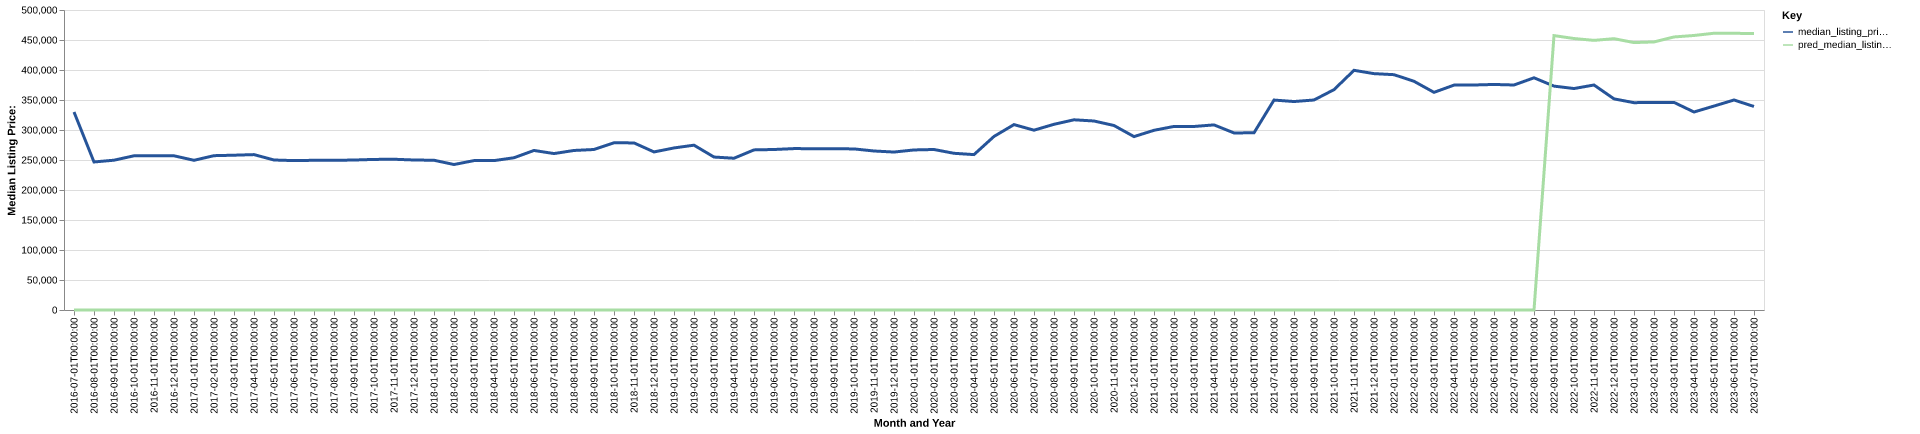 500,000
450,000
400,000
350,000
300,000
250,000
200,000
150,000
100,000
50,000
0
Median Listing Price:
2016-07-01T00:00:00
2016-08-01T00:00:00
2016-09-01T00:00:00
2016-10-01T00:00:00
2016-11-01T00:00:00
2016-12-01T00:00:00
2017-01-01T00:00:00
2017-02-01T00:00:00
2017-03-01T00:00:00
2017-04-01T00:00:00
2017-05-01T00:00:00
2017-06-01T00:00:00
2017-07-01T00:00:00
2017-08-01T00:00:00
2017-09-01T00:00:00
2017-10-01T00:00:00
2017-11-01T00:00:00
2017-12-01T00:00:00
2018-01-01T00:00:00
2018-02-01T00:00:00
2018-03-01T00:00:00
2018-04-01T00:00:00
2018-05-01T00:00:00
2018-06-01T00:00:00
2018-07-01T00:00:00
2018-08-01T00:00:00
2018-09-01T00:00:00
2018-10-01T00:00:00
2018-11-01T00:00:00
2018-12-01T00:00:00
2019-01-01T00:00:00
2019-02-01T00:00:00
2019-03-01T00:00:00
2019-04-01T00:00:00
2019-05-01T00:00:00
2019-06-01T00:00:00
2019-07-01T00:00:00
2019-08-01T00:00:00
2019-09-01T00:00:00
2019-10-01T00:00:00
2019-11-01T00:00:00
2019-12-01T00:00:00
2020-01-01T00:00:00
2020-02-01T00:00:00
2020-03-01T00:00:00
2020-04-01T00:00:00
2020-05-01T00:00:00
2020-06-01T00:00:00
2020-07-01T00:00:00
2020-08-01T00:00:00
2020-09-01T00:00:00
2020-10-01T00:00:00
2020-11-01T00:00:00
2020-12-01T00:00:00
2021-01-01T00:00:00
2021-02-01T00:00:00
2021-03-01T00:00:00
2021-04-01T00:00:00
2021-05-01T00:00:00
2021-06-01T00:00:00
2021-07-01T00:00:00
2021-08-01T00:00:00
2021-09-01T00:00:00
2021-10-01T00:00:00
2021-11-01T00:00:00
2021-12-01T00:00:00
2022-01-01T00:00:00
2022-02-01T00:00:00
2022-03-01T00:00:00
2022-04-01T00:00:00
2022-05-01T00:00:00
2022-06-01T00:00:00
2022-07-01T00:00:00
2022-08-01T00:00:00
2022-09-01T00:00:00
2022-10-01T00:00:00
2022-11-01T00:00:00
2022-12-01T00:00:00
2023-01-01T00:00:00
2023-02-01T00:00:00
2023-03-01T00:00:00
2023-04-01T00:00:00
2023-05-01T00:00:00
2023-06-01T00:00:00
2023-07-01T00:00:00
Month and Year
Key
median_listing_pri…
pred_median_listin…